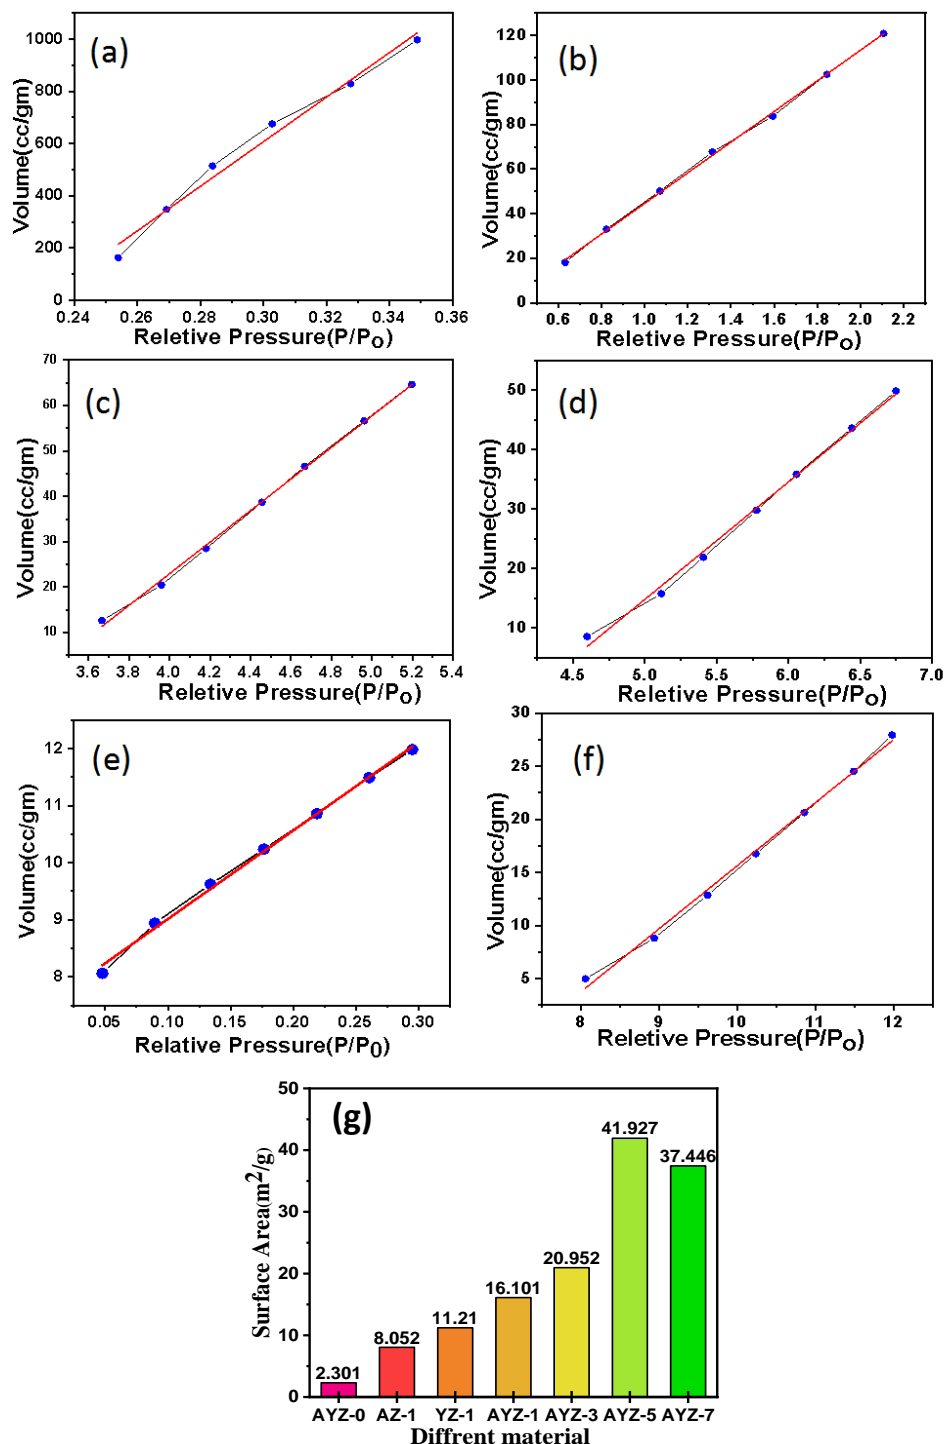 (a)
1000
800
600
400
200
0
Volume(cc/gm)
0.24 0.26 0.28 0.30 0.32 0.34 0.36
Reletive Pressure(P/PO)
(b)
120
100
80
60
40
20
0
Volume(cc/gm)
0.6 0.8 1.0 1.2 1.4 1.6 1.8 2.0 2.2
Reletive Pressure(P/PO)
(c)
70
60
50
40
30
20
10
Volume(cc/gm)
3.6 3.8 4.0 4.2 4.4 4.6 4.8 5.0 5.2 5.4
Reletive Pressure(P/PO)
(d)
50
40
30
20
10
Volume(cc/gm)
4.5 5.0 5.5 6.0 6.5 7.0
Reletive Pressure(P/PO)
(e)
12
11
10
9
8
Volume(cc/gm)
0.05 0.10 0.15 0.20 0.25 0.30
Relative Pressure(P/P0)
(f)
30
25
20
15
10
5
Volume(cc/gm)
8 9 10 11 12
Reletive Pressure(P/PO)
(g)
50
40
30
20
10
0
Surface Area(m²/g)
2.301
8.052
11.21
16.101
20.952
41.927
37.446
AYZ-0 AZ-1 YZ-1 AYZ-1 AYZ-3 AYZ-5 AYZ-7
Diffrent material